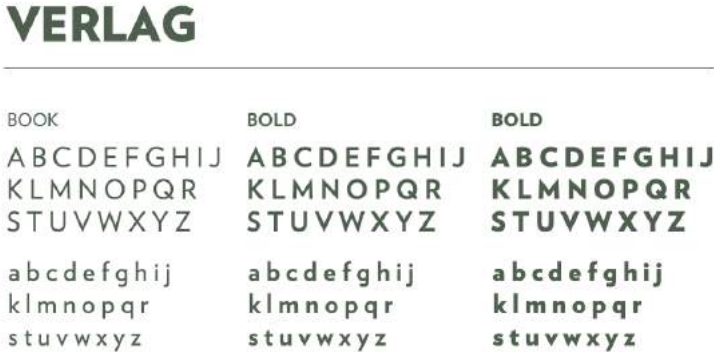 VERLAG
BOOK
ABCDEFGHIJ
KLMNOPQR
STUVWXYZ
abcdefghij
klmnopqr
stuvwxyz
BOLD
ABCDEFGHIJ
KLMNOPQR
STUVWXYZ
abcdefghij
klmnopqr
stuvwxyz
BOLD
ABCDEFGHIJ
KLMNOPQR
STUVWXYZ
abcdefghij
klmnopqr
stuvwxyz